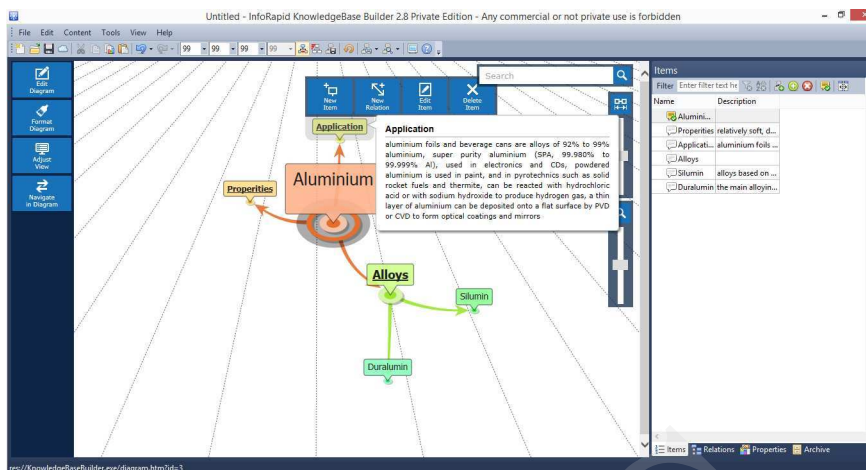 Untitled - InfoRapid KnowledgeBase Builder 2.8 Private Edition - Any commercial or not private use is forbidden
File Edit Content Tools View Help
99 99 99 99
Edit Diagram
Format Diagram
Adjust View
Navigate in Diagram
New Item
New Relation
Edit Item
Delete Item
Search
Application
Application
aluminium foils and beverage cans are alloys of 92% to 99%
aluminium, super purity aluminium (SPA, 99.980% to
99.999% Al), used in electronics and CDs, powdered
aluminium is used in paint, and in pyrotechnics such as solid
rocket fuels and thermite, can be reacted with hydrochloric
acid or with sodium hydroxide to produce hydrogen gas, a thin
layer of aluminium can be deposited onto a flat surface by PVD
or CVD to form optical coatings and mirrors
Aluminium
Properities
Alloys
Silumin
Duralumin
Items
Filter Enter filter text he
Name Description
Alumini...
Properities relatively soft, d...
Applicati... aluminium foils ...
Alloys
Silumin alloys based on ...
Duralumin the main alloyin...
Items Relations Properties Archive
res://KnowledgeBaseBuilder.exe/diagram.htm?id=3